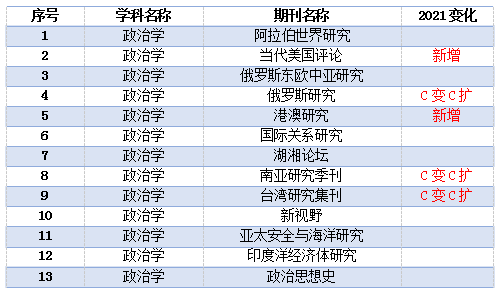 序号 学科名称 期刊名称 2021变化
1 政治学 阿拉伯世界研究
2 政治学 当代美国评论 新增
3 政治学 俄罗斯东欧中亚研究
4 政治学 俄罗斯研究 C变C扩
5 政治学 港澳研究 新增
6 政治学 国际关系研究
7 政治学 湖湘论坛
8 政治学 南亚研究季刊 C变C扩
9 政治学 台湾研究集刊 C变C扩
10 政治学 新视野
11 政治学 亚太安全与海洋研究
12 政治学 印度洋经济体研究
13 政治学 政治思想史